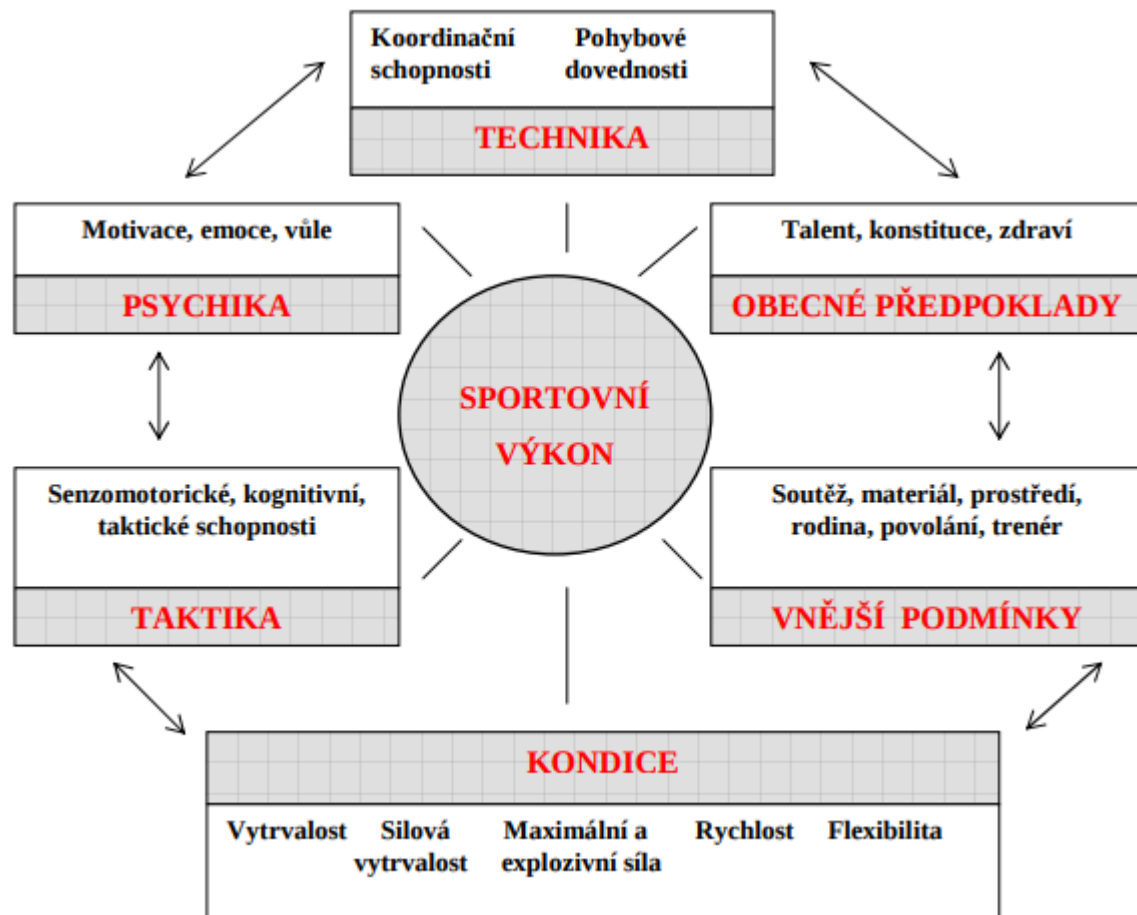 Koordinační Pohybové
schopnosti dovednosti
TECHNIKA
Motivace, emoce, vůle
PSYCHIKA
Talent, konstituce, zdraví
OBECNÉ PŘEDPOKLADY
SPORTOVNÍ
VÝKON
Senzomotorické, kognitivní,
taktické schopnosti
TAKTIKA
Soutěž, materiál, prostředí,
rodina, povolání, trenér
VNĚJŠÍ PODMÍNKY
KONDICE
Vytrvalost Silová Maximální a Rychlost Flexibilita
vytrvalost explozivní síla